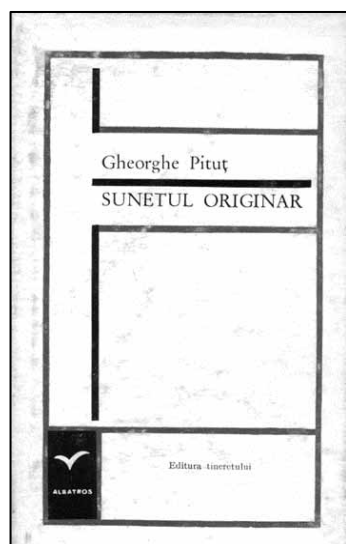 Gheorghe Pituț
SUNETUL ORIGINAR
Editura tineretului
ALBATROS